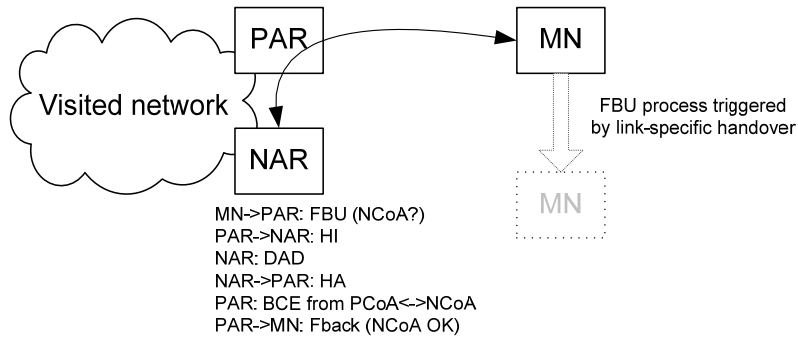 PAR
MN
Visited network
FBU process triggered
by link-specific handover
NAR
MN
MN->PAR: FBU (NCoA?)
PAR->NAR: HI
NAR: DAD
NAR->PAR: HA
PAR: BCE from PCoA<->NCoA
PAR->MN: Fback (NCoA OK)